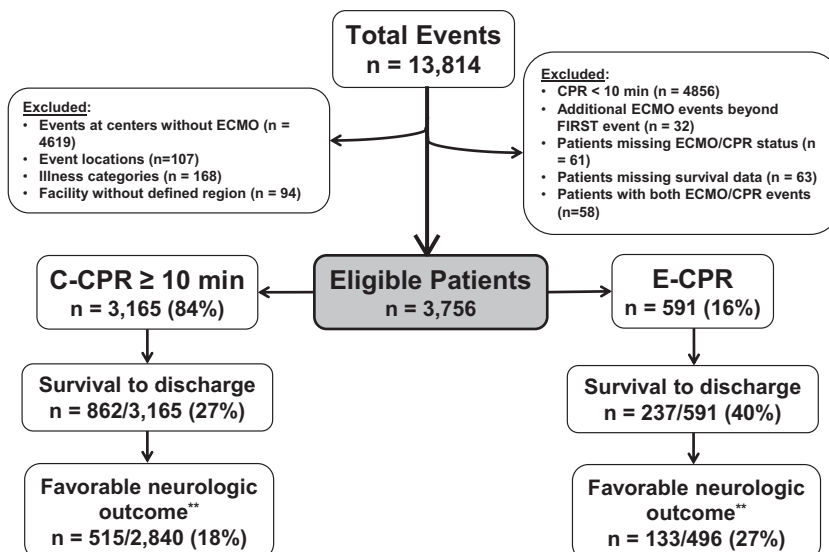 Total Events
n = 13,814
Excluded:
• Events at centers without ECMO (n =
4619)
• Event locations (n=107)
• Illness categories (n = 168)
• Facility without defined region (n = 94)
Excluded:
• CPR < 10 min (n = 4856)
• Additional ECMO events beyond
FIRST event (n = 32)
• Patients missing ECMO/CPR status (n
= 61)
• Patients missing survival data (n = 63)
• Patients with both ECMO/CPR events
(n=58)
C-CPR ≥ 10 min
n = 3,165 (84%)
Eligible Patients
n = 3,756
E-CPR
n = 591 (16%)
Survival to discharge
n = 862/3,165 (27%)
Survival to discharge
n = 237/591 (40%)
Favorable neurologic
outcome**
n = 515/2,840 (18%)
Favorable neurologic
outcome**
n = 133/496 (27%)